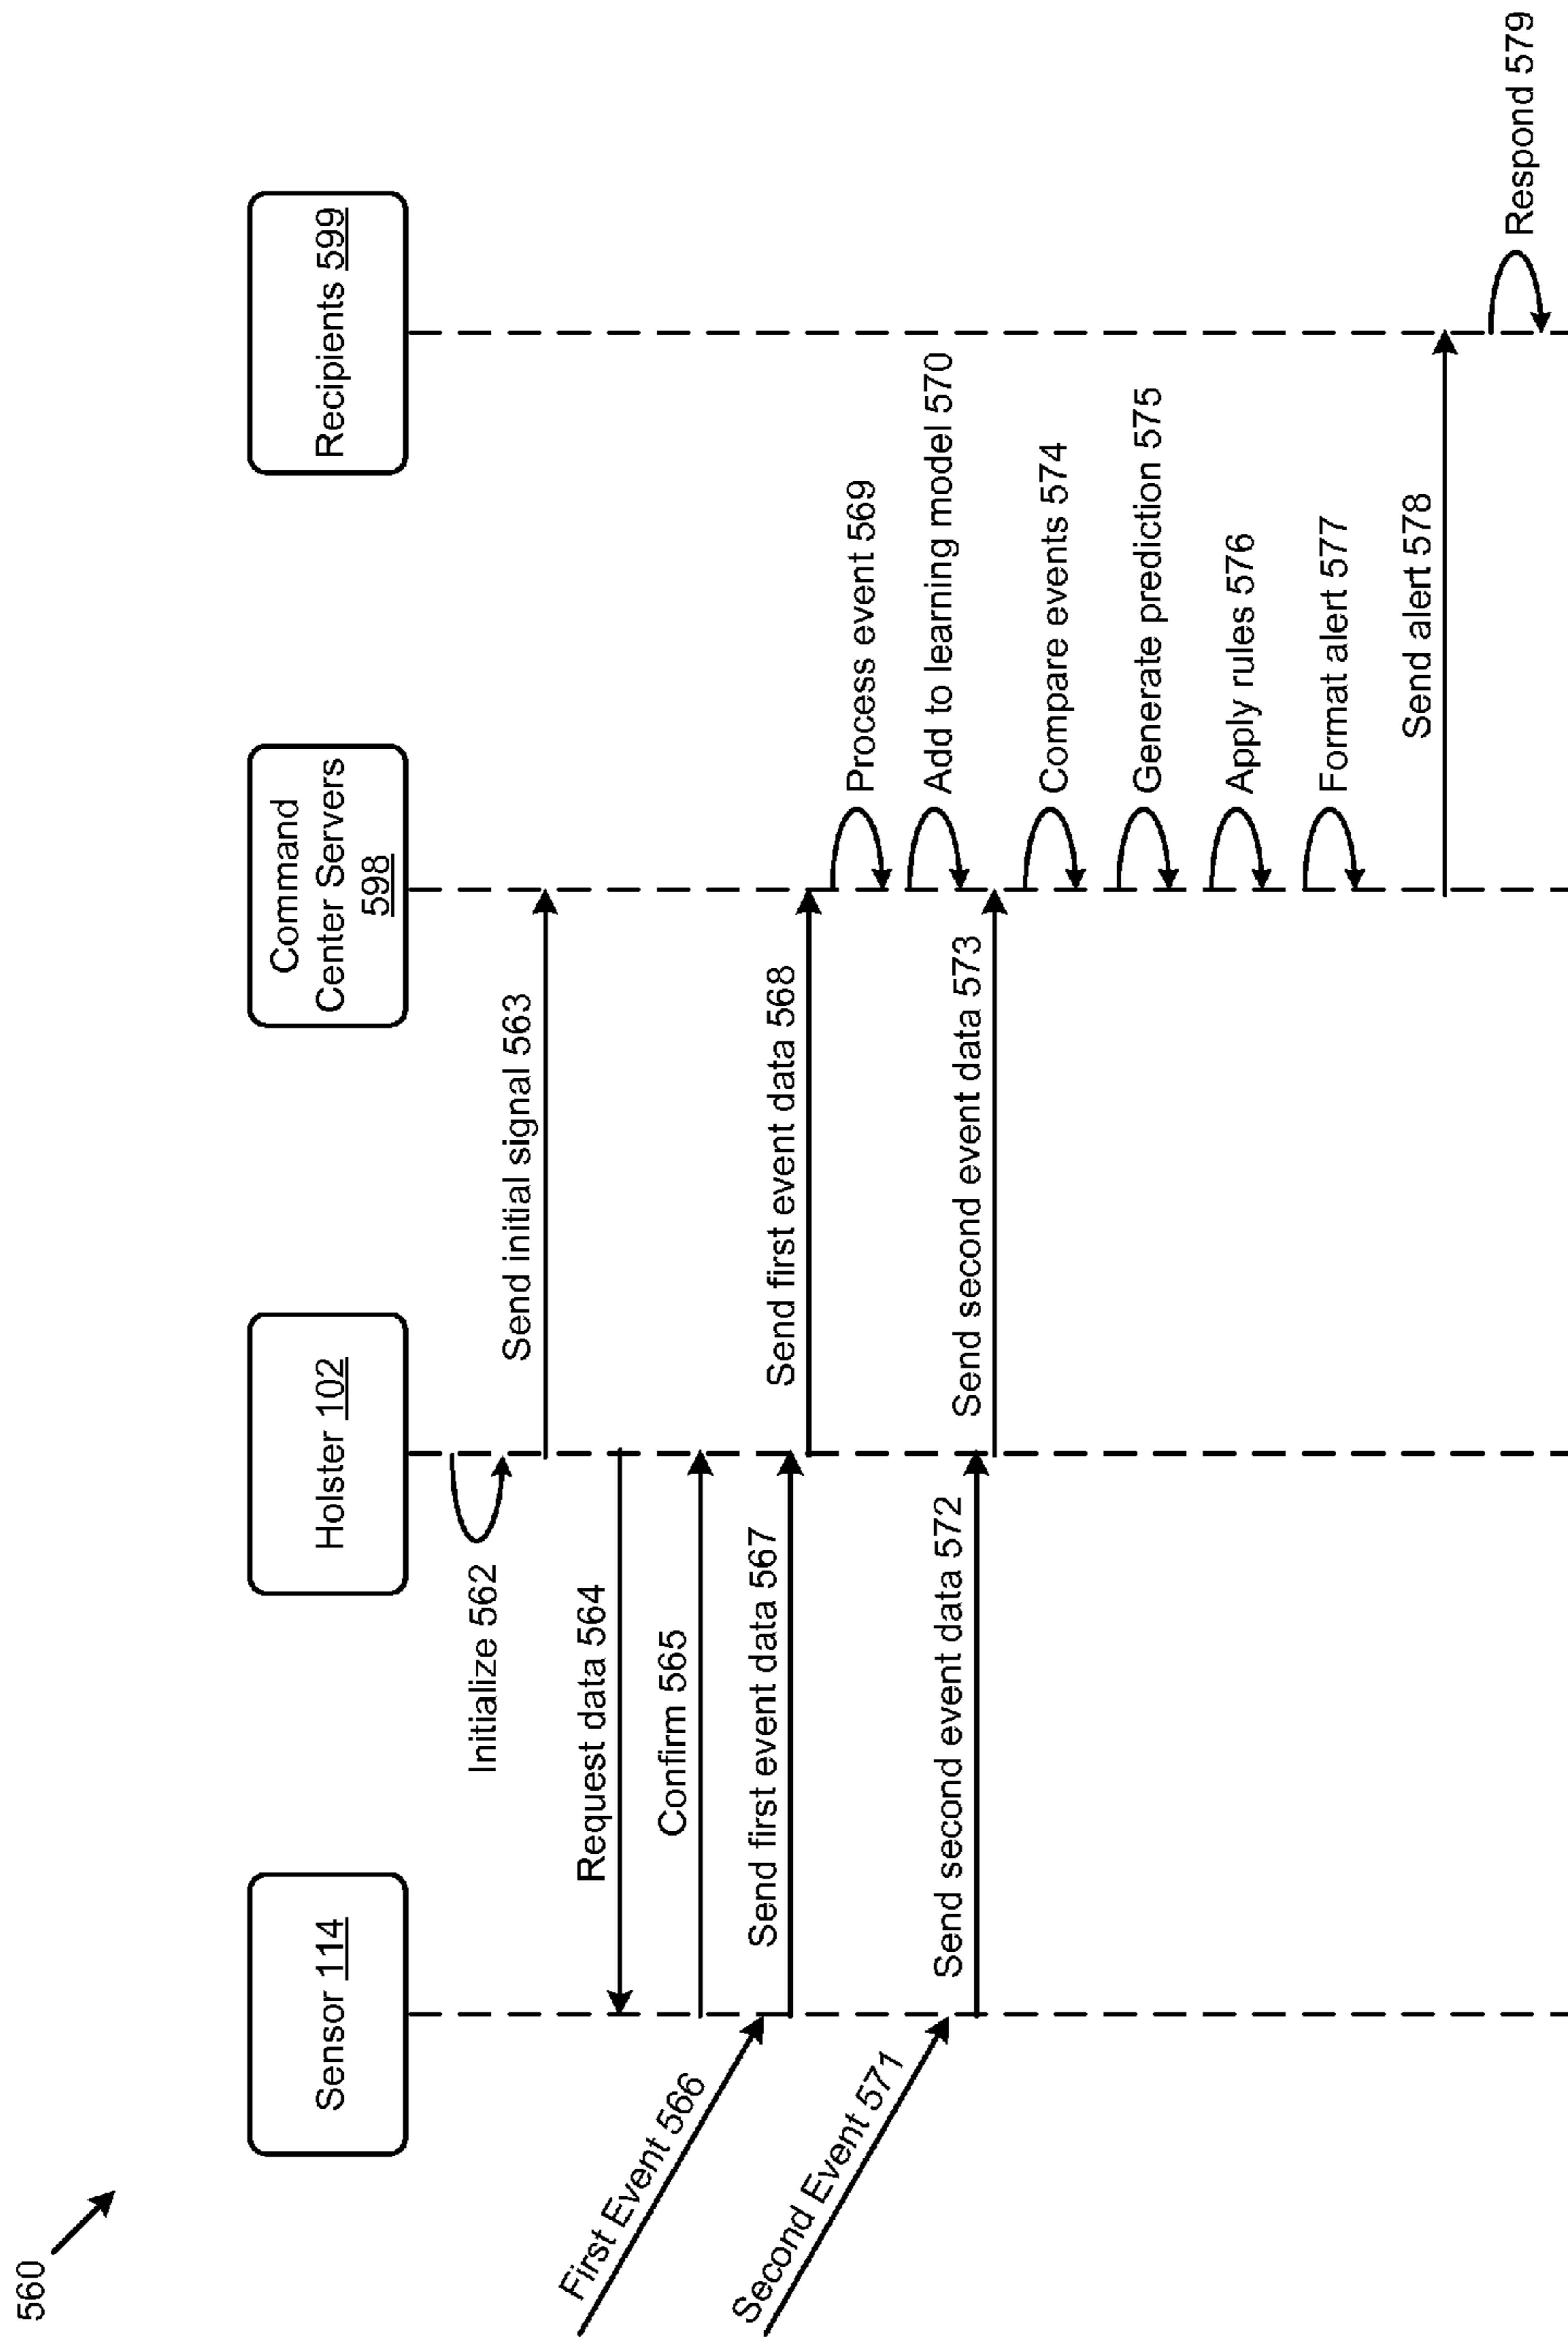 560
Sensor 114
Holster 102
Command
Center Servers
598
Recipients 599
Initialize 562
Send initial signal 563
Request data 564
Confirm 565
First Event 566
Send first event data 567
Send first event data 568
Process event 569
Add to learning model 570
Second Event 571
Send second event data 572
Send second event data 573
Compare events 574
Generate prediction 575
Apply rules 576
Format alert 577
Send alert 578
Respond 579